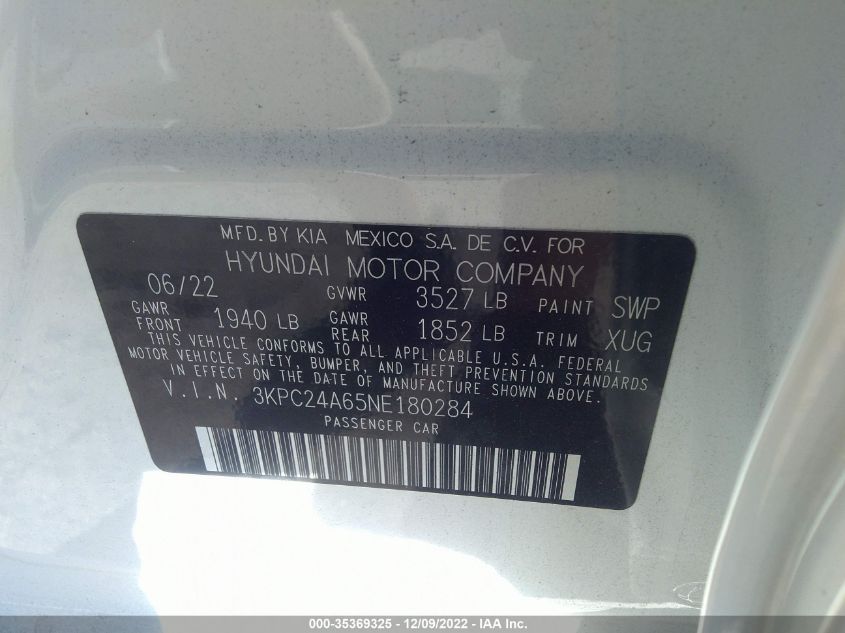 MFD. BY KIA MEXICO S.A. DE C.V. FOR
HYUNDAI MOTOR COMPANY
06/22 GVWR 3527 LB PAINT SWP
GAWR FRONT 1940 LB GAWR REAR 1852 LB TRIM XUG
THIS VEHICLE CONFORMS TO ALL APPLICABLE U.S.A. FEDERAL
MOTOR VEHICLE SAFETY, BUMPER, AND THEFT PREVENTION STANDARDS
IN EFFECT ON THE DATE OF MANUFACTURE SHOWN ABOVE.
V.I.N. 3KPC24A65NE180284
PASSENGER CAR
000-35369325 - 12/09/2022 - IAA Inc.